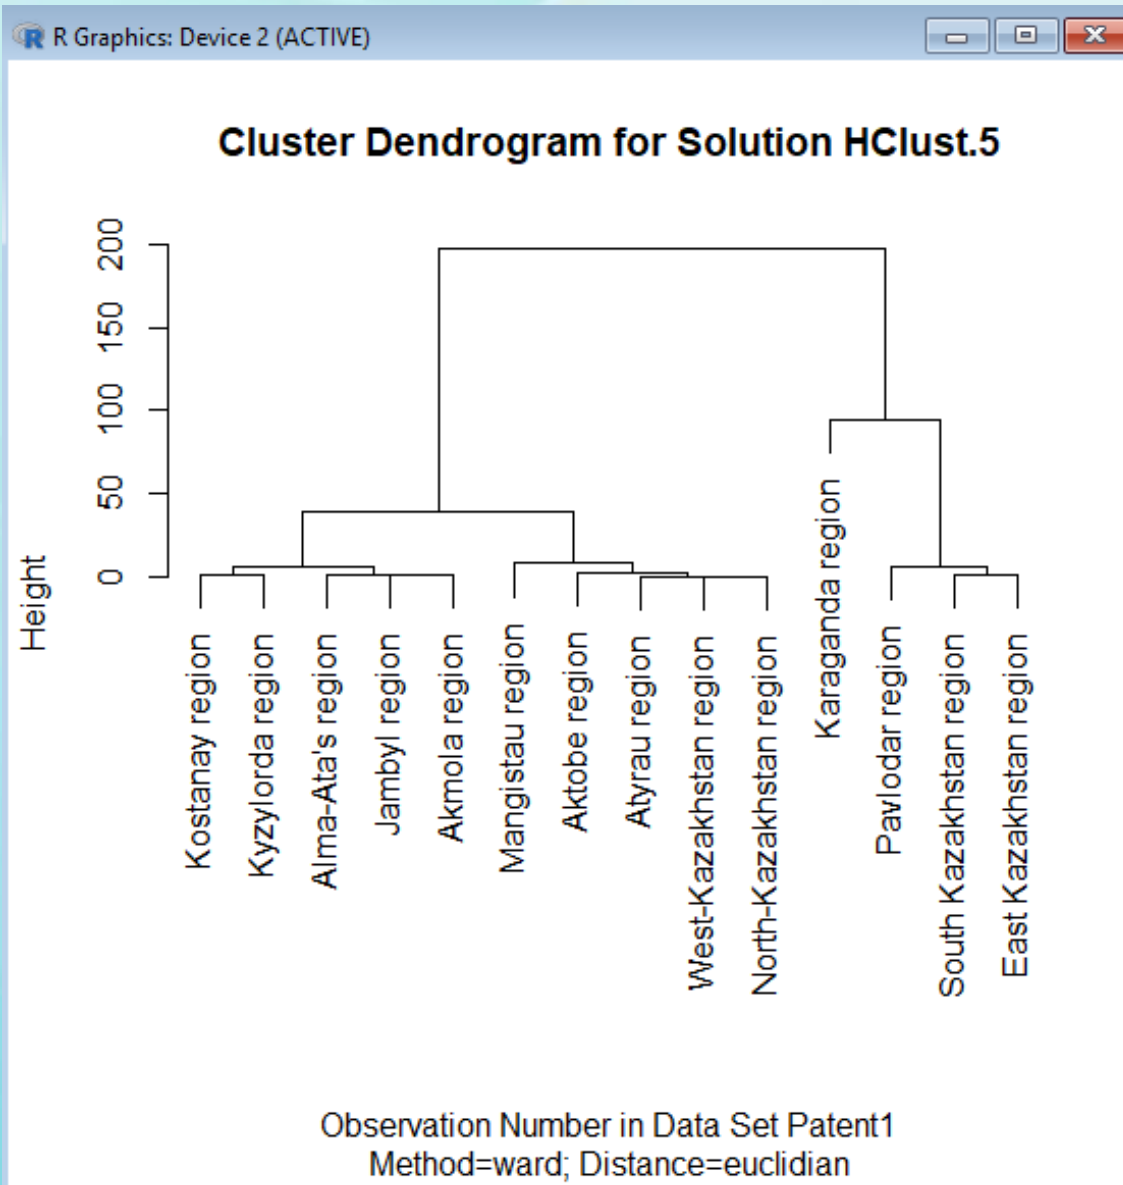 R Graphics: Device 2 (ACTIVE)
Cluster Dendrogram for Solution HClust.5
Height
200
150
100
50
0
Kostanay region
Kyzylorda region
Alma-Ata's region
Jambyl region
Akmola region
Mangistau region
Aktobe region
Atyrau region
West-Kazakhstan region
North-Kazakhstan region
Karaganda region
Pavlodar region
South Kazakhstan region
East Kazakhstan region
Observation Number in Data Set Patent1
Method=ward; Distance=euclidian